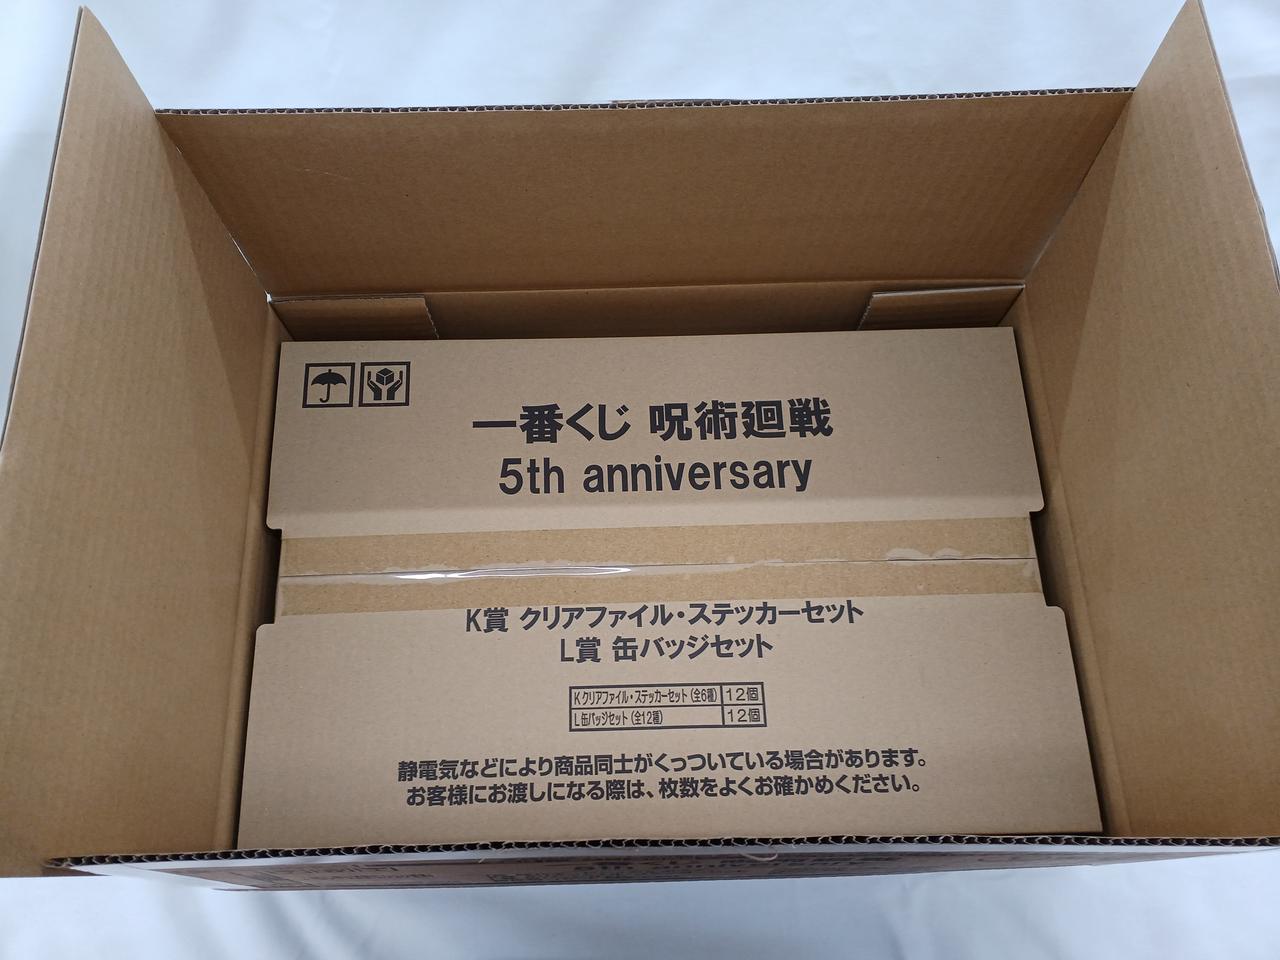 一番くじ 呪術廻戦
5th anniversary
K賞 クリアファイル・ステッカーセット
L賞 缶バッジセット
K クリアファイル・ステッカーセット (全6種) 12個
L 缶バッジセット (全12種) 12個
静電気などにより商品同士がくっついている場合があります。
お客様にお渡しになる際は、枚数をよくお確かめください。